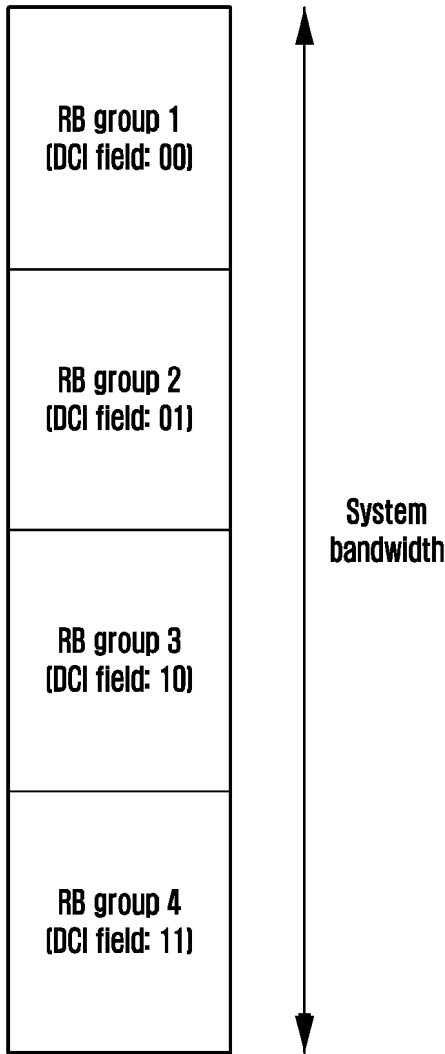 RB group 1
(DCI field: 00)
RB group 2
(DCI field: 01)
RB group 3
(DCI field: 10)
RB group 4
(DCI field: 11)
System
bandwidth